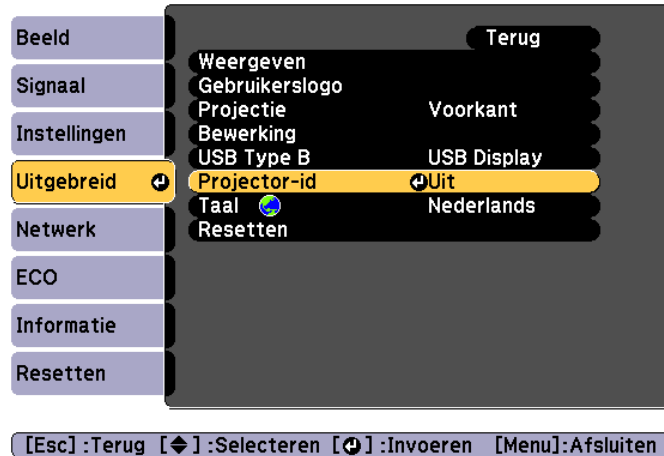 Beeld
Signaal
Instellingen
Uitgebreid
Netwerk
ECO
Informatie
Resetten
Terug
Weergeven
Gebruikerslogo
Projectie Voorkant
Bewerking
USB Type B USB Display
Projector-id Uit
Taal Nederlands
Resetten
[Esc] :Terug [ ] :Selecteren [ ] :Invoeren [Menu]:Afsluiten